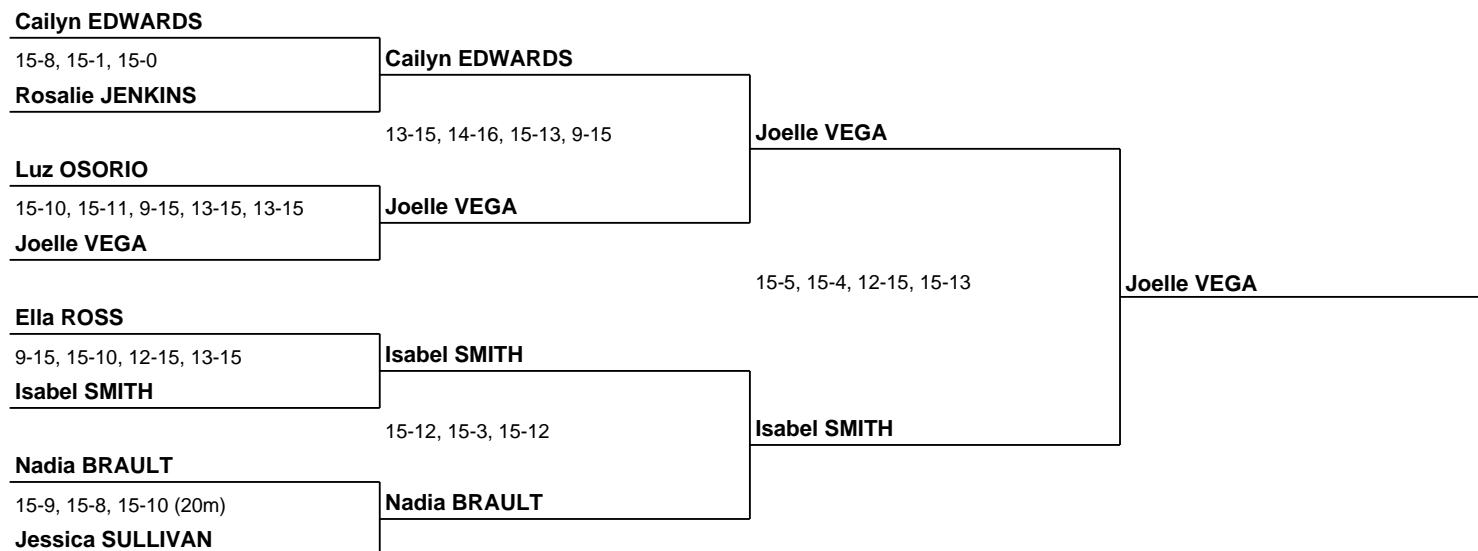 Cailyn EDWARDS
15-8, 15-1, 15-0
Cailyn EDWARDS
Rosalie JENKINS
13-15, 14-16, 15-13, 9-15
Joelle VEGA
Luz OSORIO
15-10, 15-11, 9-15, 13-15, 13-15
Joelle VEGA
Joelle VEGA
15-5, 15-4, 12-15, 15-13
Joelle VEGA
Ella ROSS
9-15, 15-10, 12-15, 13-15
Isabel SMITH
Isabel SMITH
15-12, 15-3, 15-12
Isabel SMITH
Nadia BRAULT
15-9, 15-8, 15-10 (20m)
Nadia BRAULT
Jessica SULLIVAN